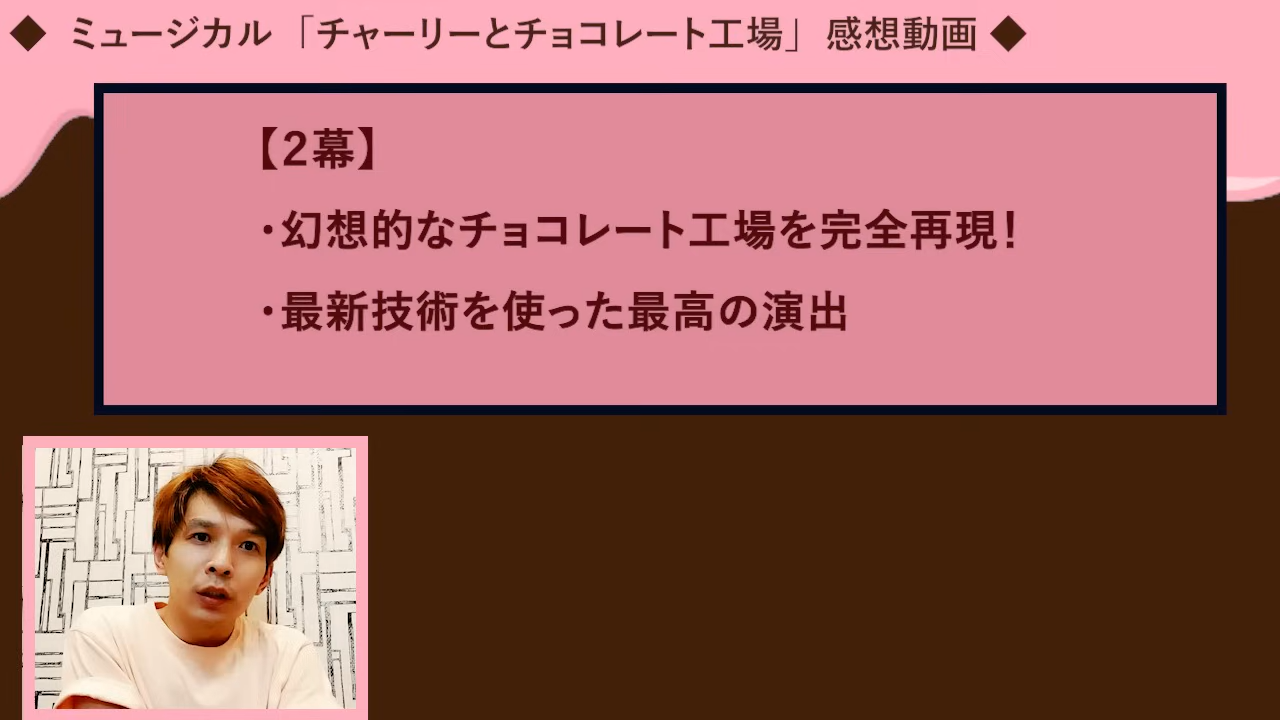 ◆ ミュージカル「チャーリーとチョコレート工場」感想動画 ◆
【2幕】
・幻想的なチョコレート工場を完全再現！
・最新技術を使った最高の演出